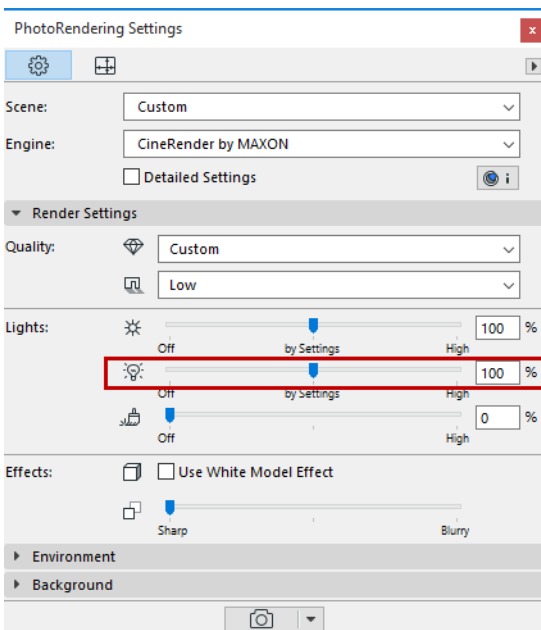 PhotoRendering Settings
x
Scene:
Custom
Engine:
CineRender by MAXON
Detailed Settings
i
Render Settings
Quality:
Custom
Low
Lights:
100 %
Off by Settings High
100 %
Off by Settings High
0 %
Off High
Effects:
Use White Model Effect
Sharp Blurry
Environment
Background